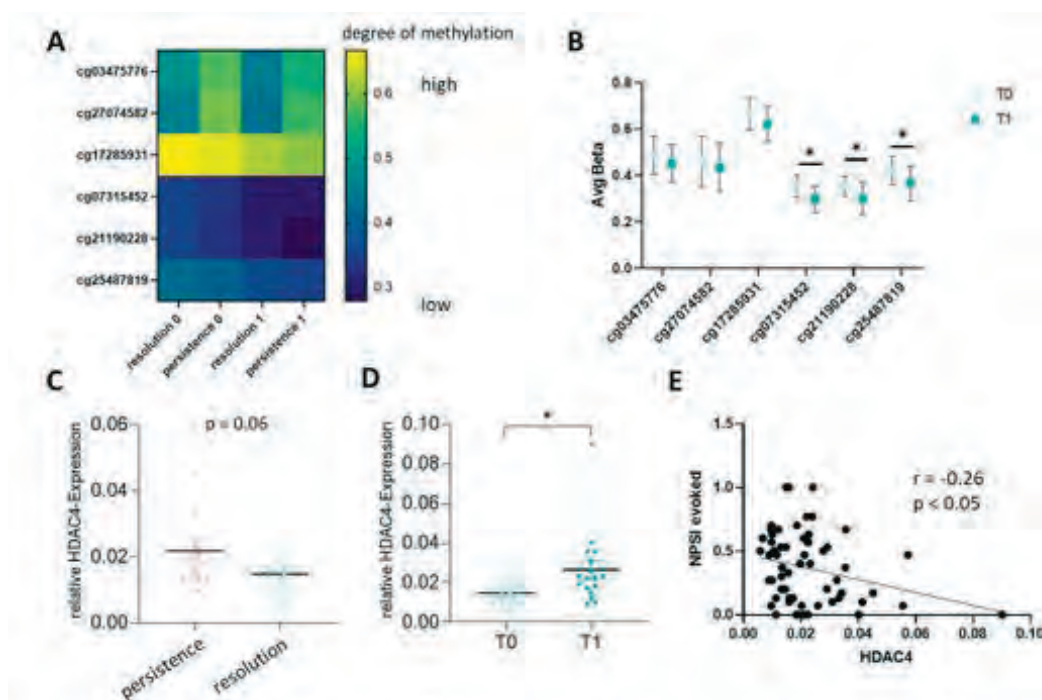 A
degree of methylation
cg03475776
cg27074582
cg17285931
cg07315452
cg21190228
cg25487819
resolution 0
persistence 0
resolution 1
persistence 1
0.6
0.5
0.4
0.3
high
low
B
Avg Beta
0.8
0.6
0.4
0.2
0.0
* * *
cg03475776
cg27074582
cg17285931
cg07315452
cg21190228
cg25487819
T0
T1
C
relative HDAC4-Expression
0.06
0.04
0.02
0.00
p = 0.06
persistence
resolution
D
relative HDAC4-Expression
0.10
0.08
0.06
0.04
0.02
0.00
*
T0
T1
E
NPSI evoked
1.5
1.0
0.5
0.0
r = -0.26
p < 0.05
0.00
0.02
0.04
0.06
0.08
0.10
HDAC4